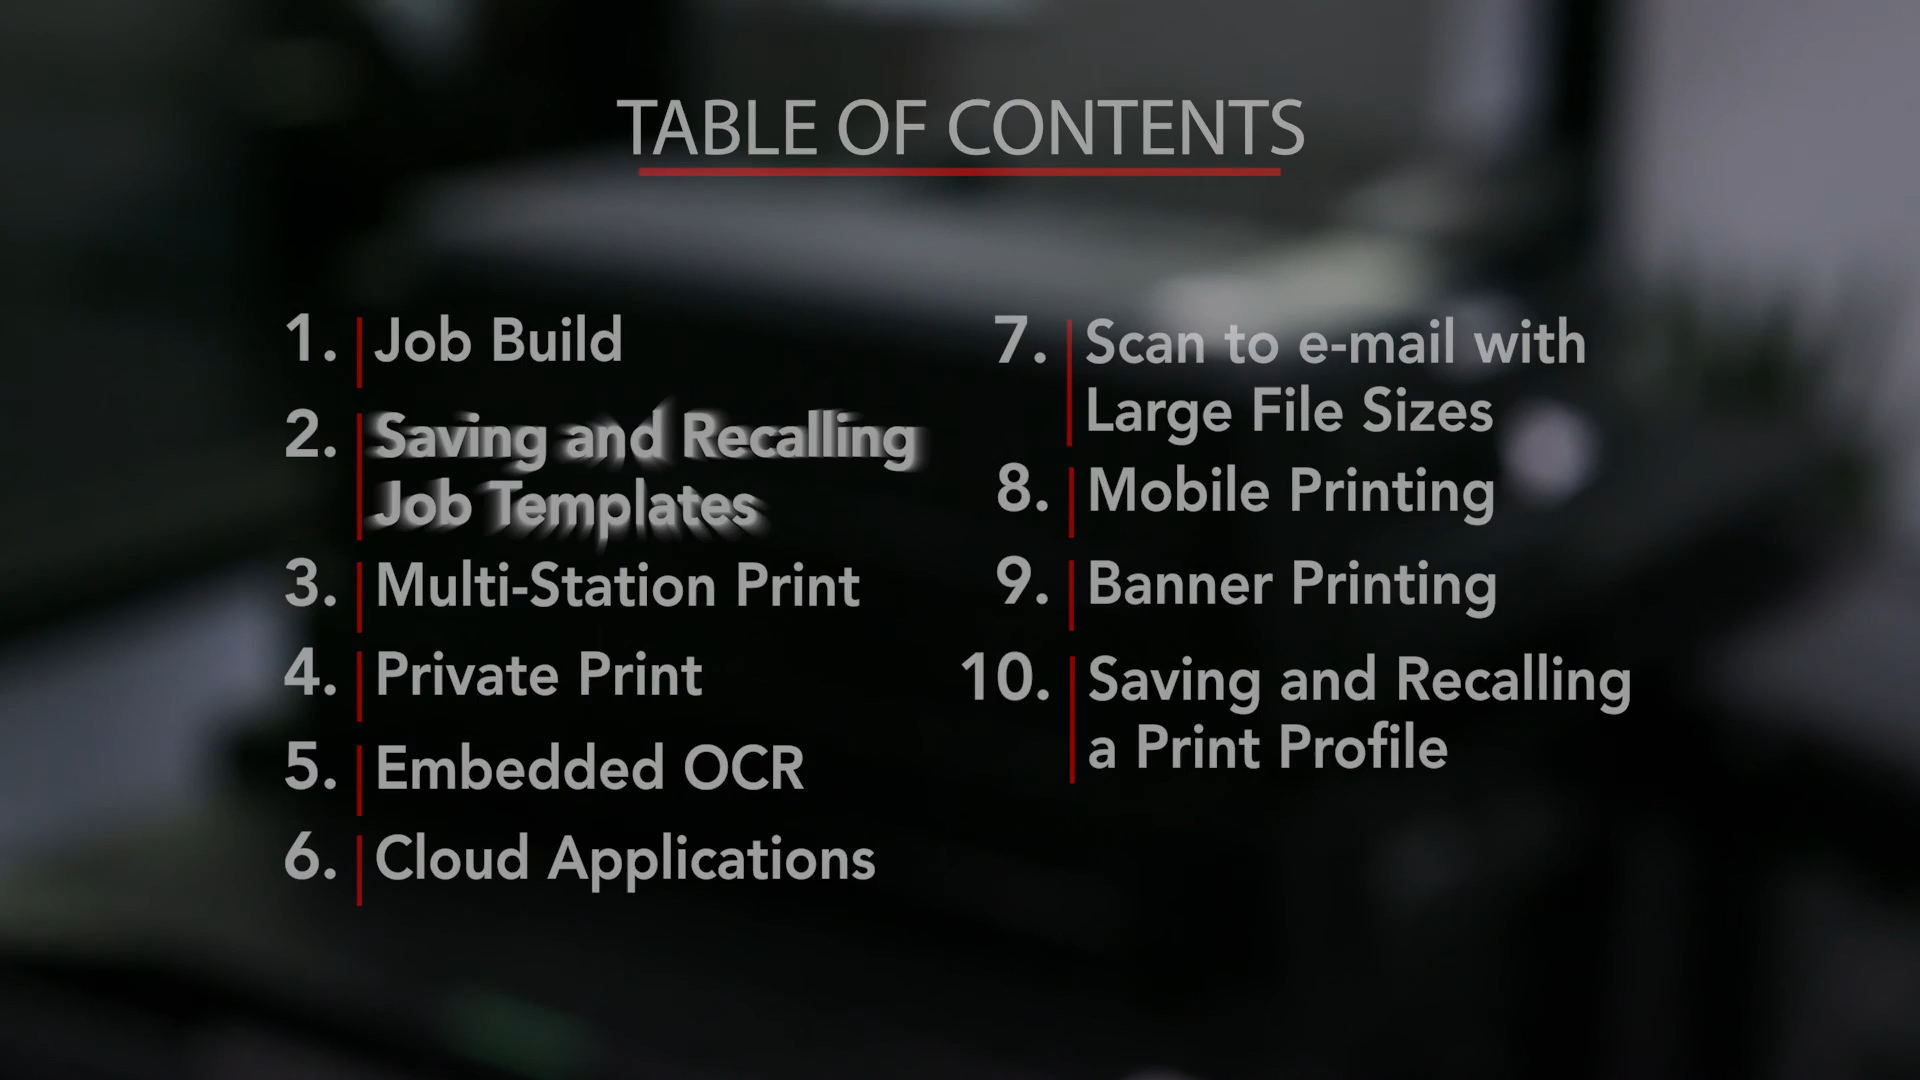 TABLE OF CONTENTS
1. Job Build
2. Saving and Recalling
Job Templates
3. Multi-Station Print
4. Private Print
5. Embedded OCR
6. Cloud Applications
7. Scan to e-mail with
Large File Sizes
8. Mobile Printing
9. Banner Printing
10. Saving and Recalling
a Print Profile